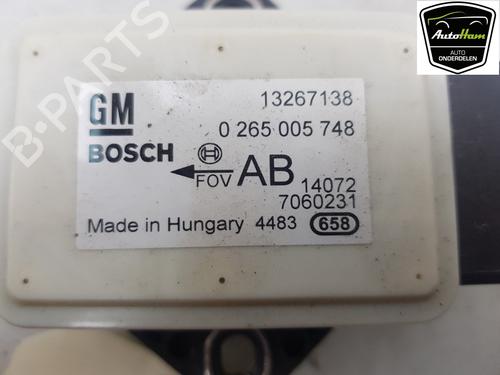 AutoHam
AUTO
ONDERDELEN
B-PARTS
GM
13267138
0 265 005 748
BOSCH
FOV
AB
14072
7060231
Made in Hungary 4483 658